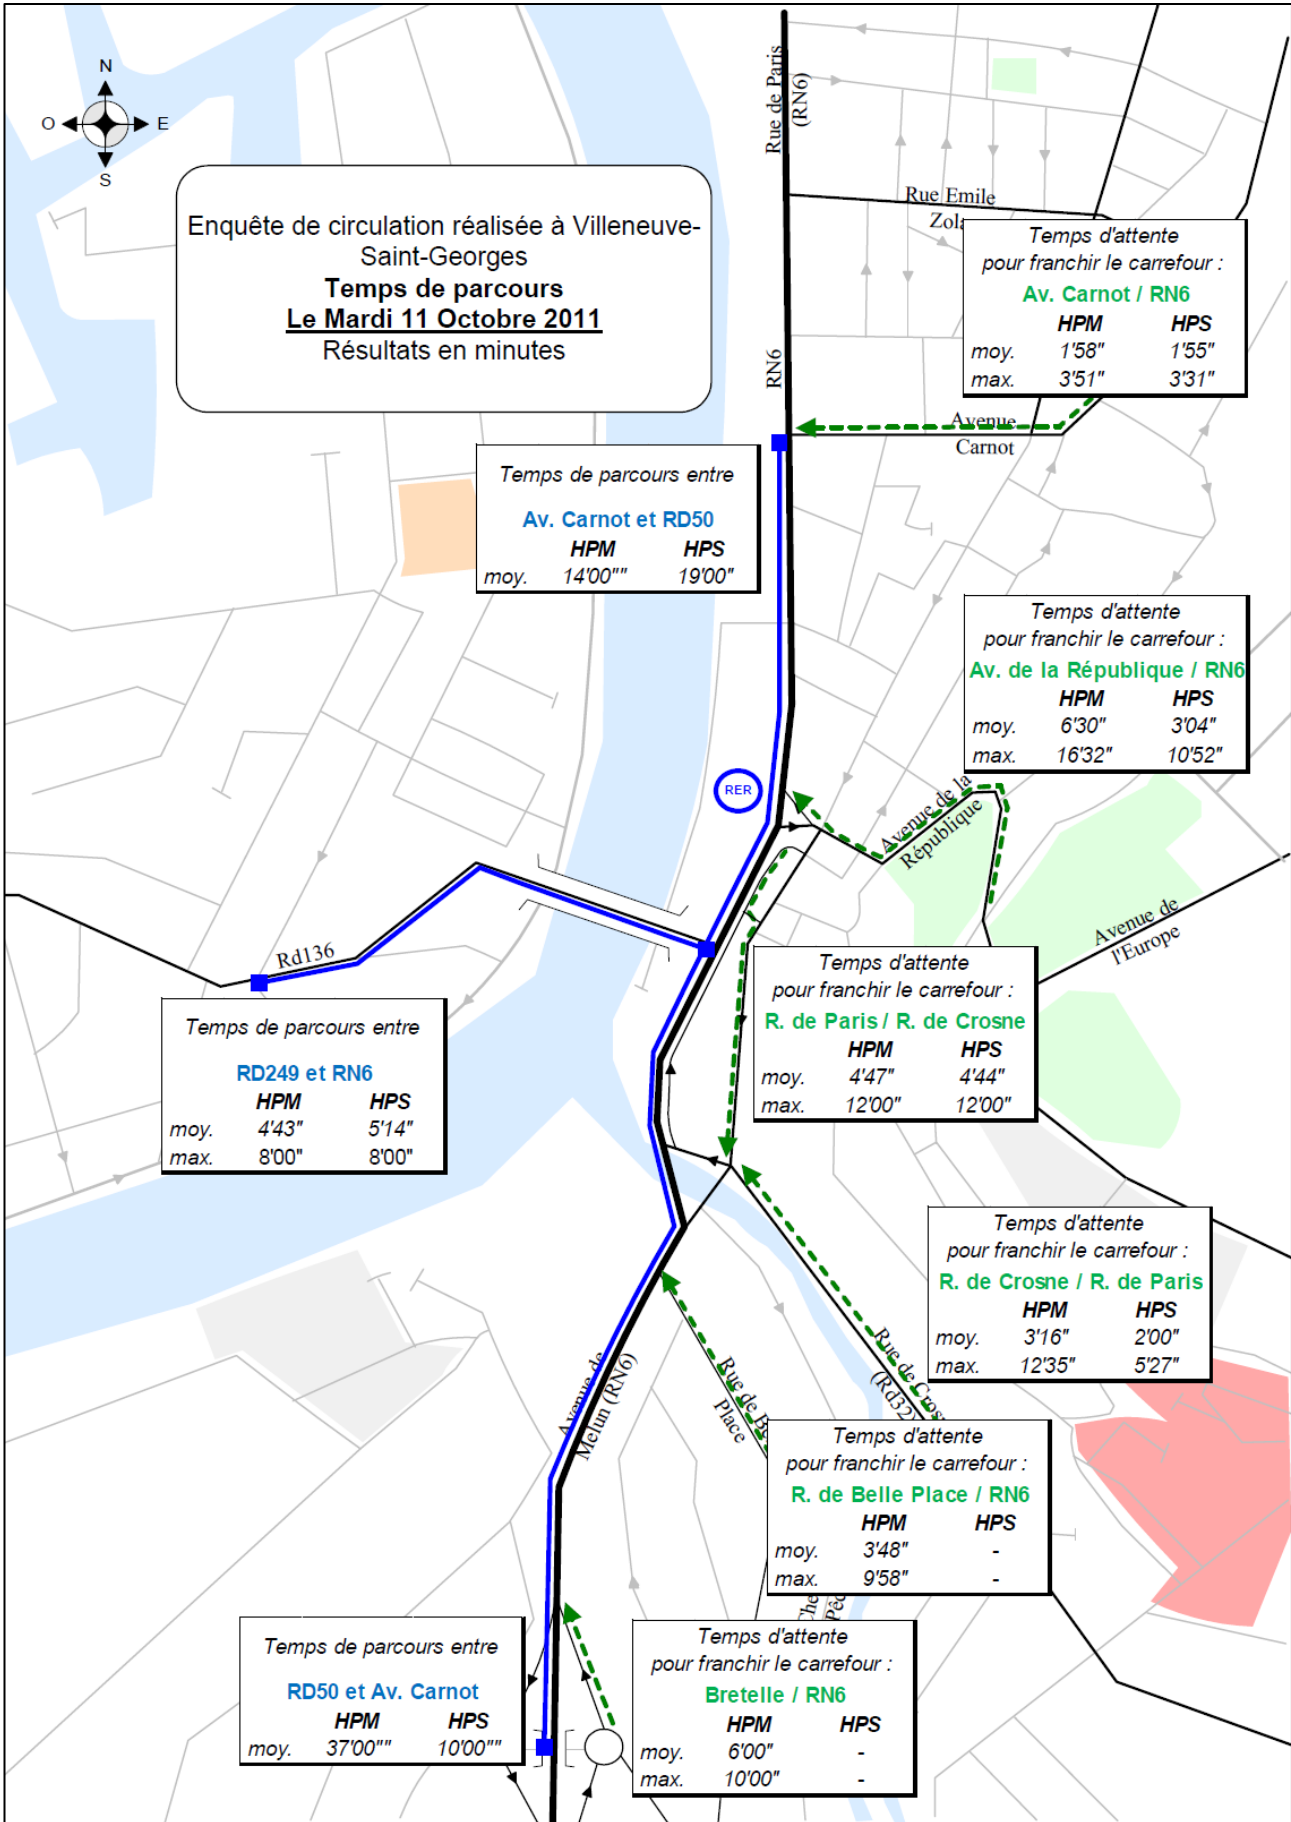 N
O
E
S
Enquête de circulation réalisée à Villeneuve-
Saint-Georges
Temps de parcours
Le Mardi 11 Octobre 2011
Résultats en minutes
Rue de Paris
(RN6)
Rue Emile
Temps d'attente
pour franchir le carrefour :
Av. Carnot / RN6
HPM HPS
moy. 1'58" 1'55"
max. 3'51" 3'31"
RN6
Avenue
Carnot
Temps de parcours entre
Av. Carnot et RD50
HPM HPS
moy. 14'00"" 19'00"
Temps d'attente
pour franchir le carrefour :
Av. de la République / RN6
HPM HPS
moy. 6'30" 3'04"
max. 16'32" 10'52"
RER
Avenue de la
République
Avenue de
l'Europe
Rd136
Temps d'attente
pour franchir le carrefour :
R. de Paris / R. de Crosne
HPM HPS
moy. 4'47" 4'44"
max. 12'00" 12'00"
Temps de parcours entre
RD249 et RN6
HPM HPS
moy. 4'43" 5'14"
max. 8'00" 8'00"
Temps d'attente
pour franchir le carrefour :
R. de Crosne / R. de Paris
HPM HPS
moy. 3'16" 2'00"
max. 12'35" 5'27"
Avenue de
Melun (RN6)
Rue de
Place
Rue de
(Rd32)
Temps d'attente
pour franchir le carrefour :
R. de Belle Place / RN6
HPM HPS
moy. 3'48" -
max. 9'58" -
Temps de parcours entre
RD50 et Av. Carnot
HPM HPS
moy. 37'00"" 10'00""
Temps d'attente
pour franchir le carrefour :
Bretelle / RN6
HPM HPS
moy. 6'00" -
max. 10'00" -